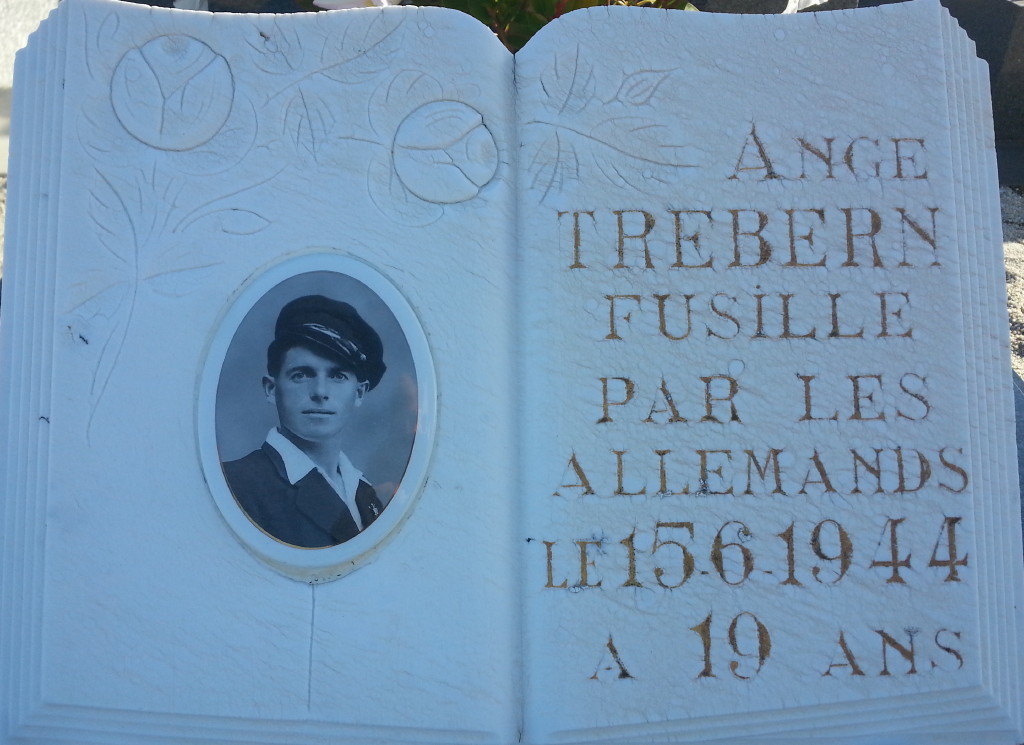 ANGE
TREBERN
FUSILLE
PAR LES
ALLEMANDS
LE 15-6-1944
A 19 ANS